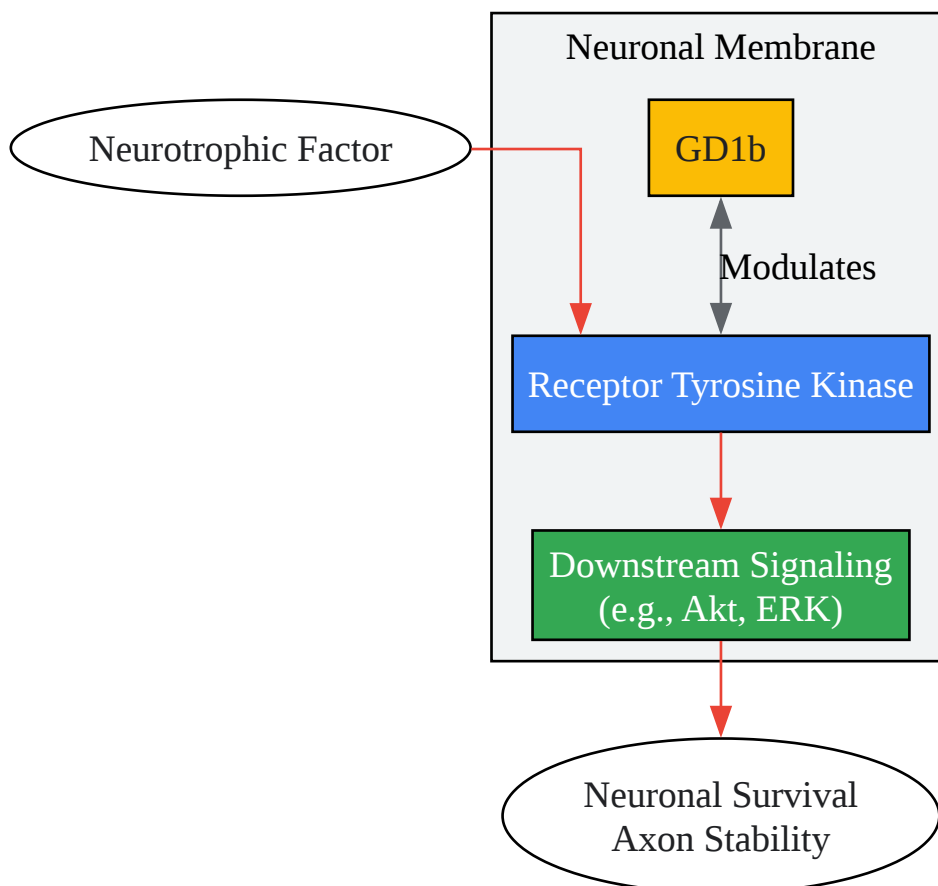 Neuronal Membrane
Neurotrophic Factor
GD1b
Modulates
Receptor Tyrosine Kinase
Downstream Signaling
(e.g., Akt, ERK)
Neuronal Survival
Axon Stability